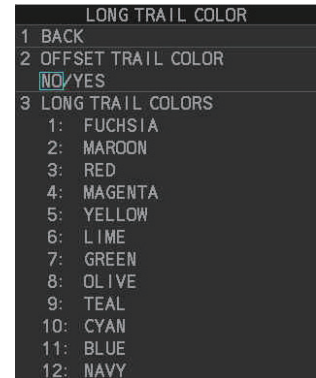 LONG TRAIL COLOR
1 BACK
2 OFFSET TRAIL COLOR
NO/YES
3 LONG TRAIL COLORS
1: FUCHSIA
2: MAROON
3: RED
4: MAGENTA
5: YELLOW
6: LIME
7: GREEN
8: OLIVE
9: TEAL
10: CYAN
11: BLUE
12: NAVY